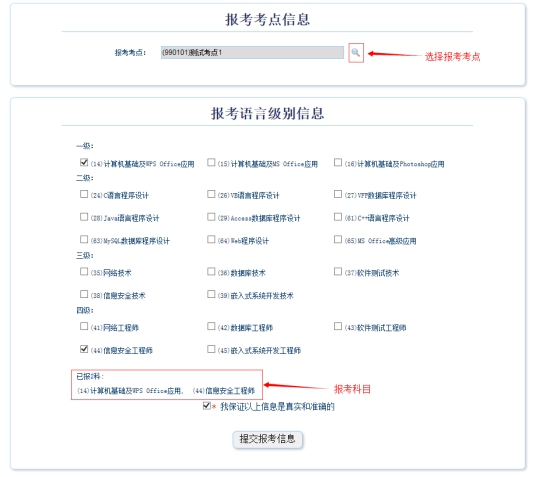 报考考点信息
报考考点： (990101)测试考点1
选择报考考点
报考语言级别信息
一级：
(14)计算机基础及WPS Office应用 (15)计算机基础及MS Office应用 (16)计算机基础及Photoshop应用
二级：
(24)C语言程序设计 (26)VB语言程序设计 (27)VFP数据库程序设计
(28)Java语言程序设计 (29)Access数据库程序设计 (61)C++语言程序设计
(63)MySQL数据库程序设计 (64)Web程序设计 (65)MS Office高级应用
三级：
(35)网络技术 (36)数据库技术 (37)软件测试技术
(38)信息安全技术 (39)嵌入式系统开发技术
四级：
(41)网络工程师 (42)数据库工程师 (43)软件测试工程师
(44)信息安全工程师 (45)嵌入式系统开发工程师
已报2科：
(14)计算机基础及WPS Office应用, (44)信息安全工程师
报考科目
* 我保证以上信息是真实和准确的
提交报考信息